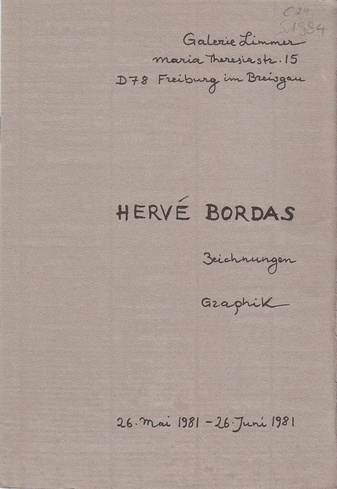 Galerie Limmer
Maria Theresiastr. 15
D78 Freiburg im Breisgau
HERVÉ BORDAS
Zeichnungen
Graphik
26. Mai 1981 - 26. Juni 1981